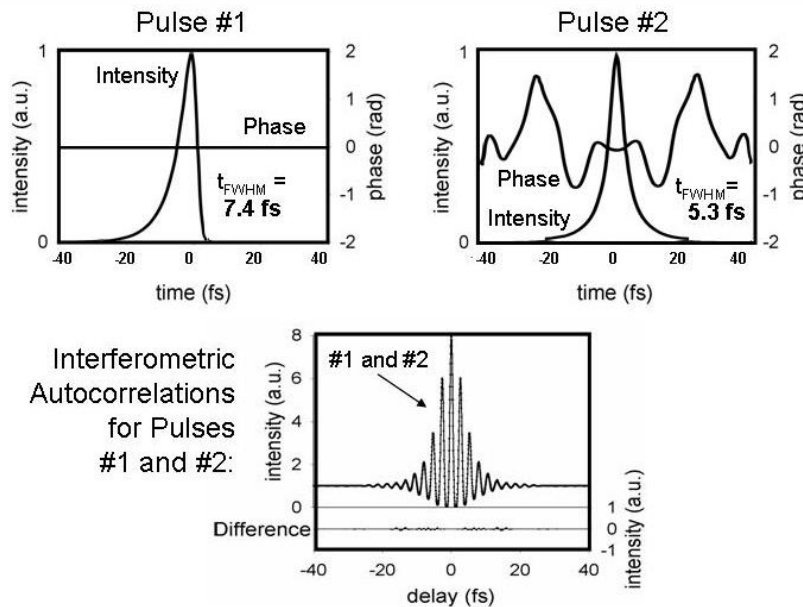 Pulse #1
1
intensity (a.u.)
0
Intensity
Phase
t_FWHM =
7.4 fs
2
1
0
-1
-2
phase (rad)
-40 -20 0 20 40
time (fs)
Pulse #2
1
intensity (a.u.)
0
Phase
Intensity
t_FWHM=
5.3 fs
2
1
0
-1
-2
phase (rad)
-40 -20 0 20 40
time (fs)
Interferometric
Autocorrelations
for Pulses
#1 and #2:
8
6
4
2
0
intensity (a.u.)
#1 and #2
Difference
1
0
-1
intensity (a.u.)
-40 -20 0 20 40
delay (fs)